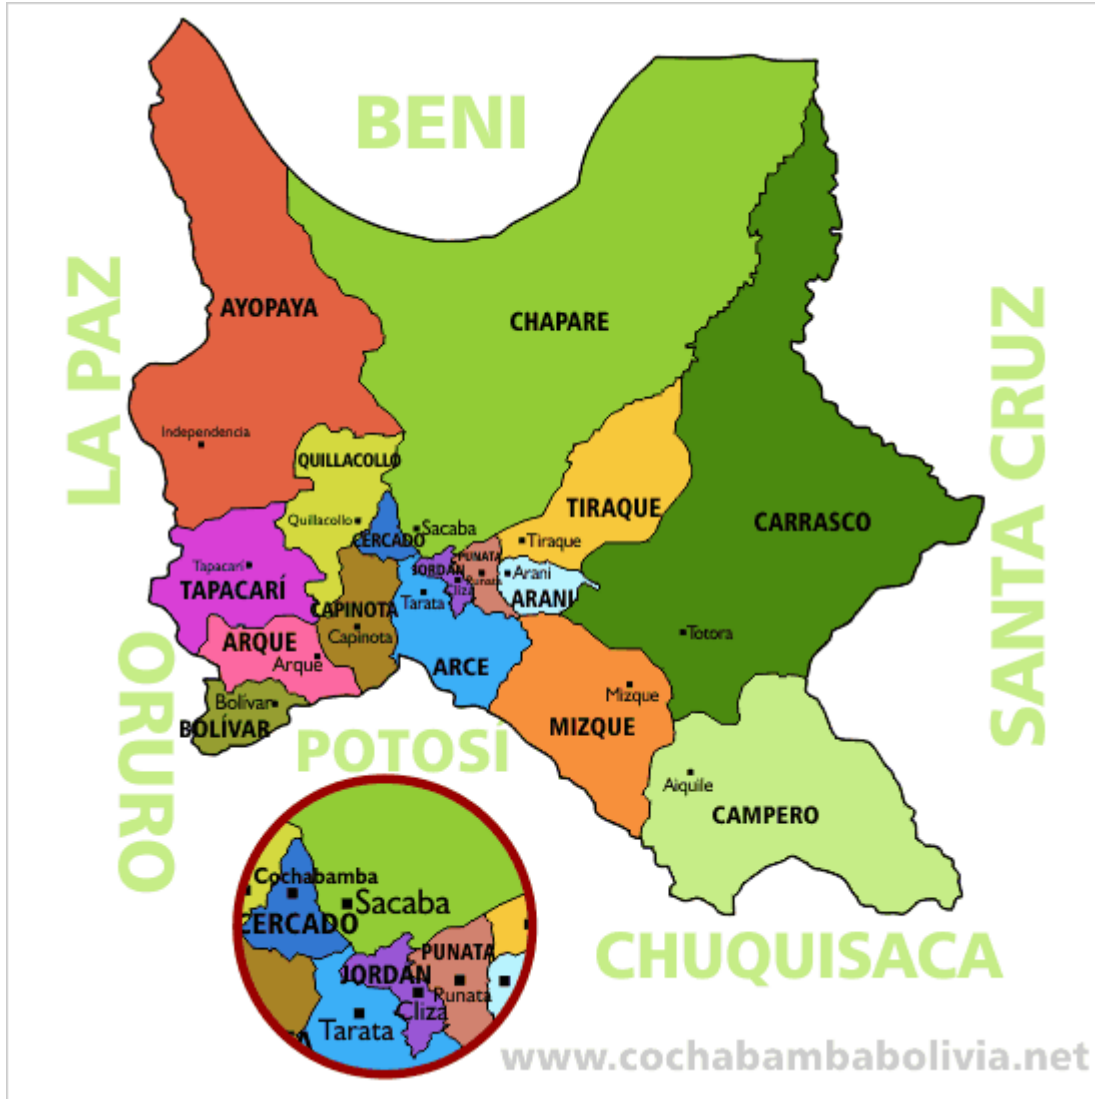 BENI
LA PAZ
AYOPAYA
CHAPARE
SANTA CRUZ
Independencia
QUILLACOLLO
Quillacollo
CERCADO
Sacaba
TIRAQUE
Tiraque
CARRASCO
Tapacarí
TAPACARÍ
JORDÁN
Cliza
PUNATA
Punata
Arani
ARANI
Tarata
CAPINOTA
Capinota
ARQUE
Arque
ARCE
Totora
Mizque
MIZQUE
Bolívar
BOLÍVAR
ORURO
POTOSÍ
Aiquile
CAMPERO
Cochabamba
Sacaba
CERCADO
PUNATA
JORDÁN
Punata
Cliza
Tarata
CHUQUISACA
www.cochabambabolivia.net